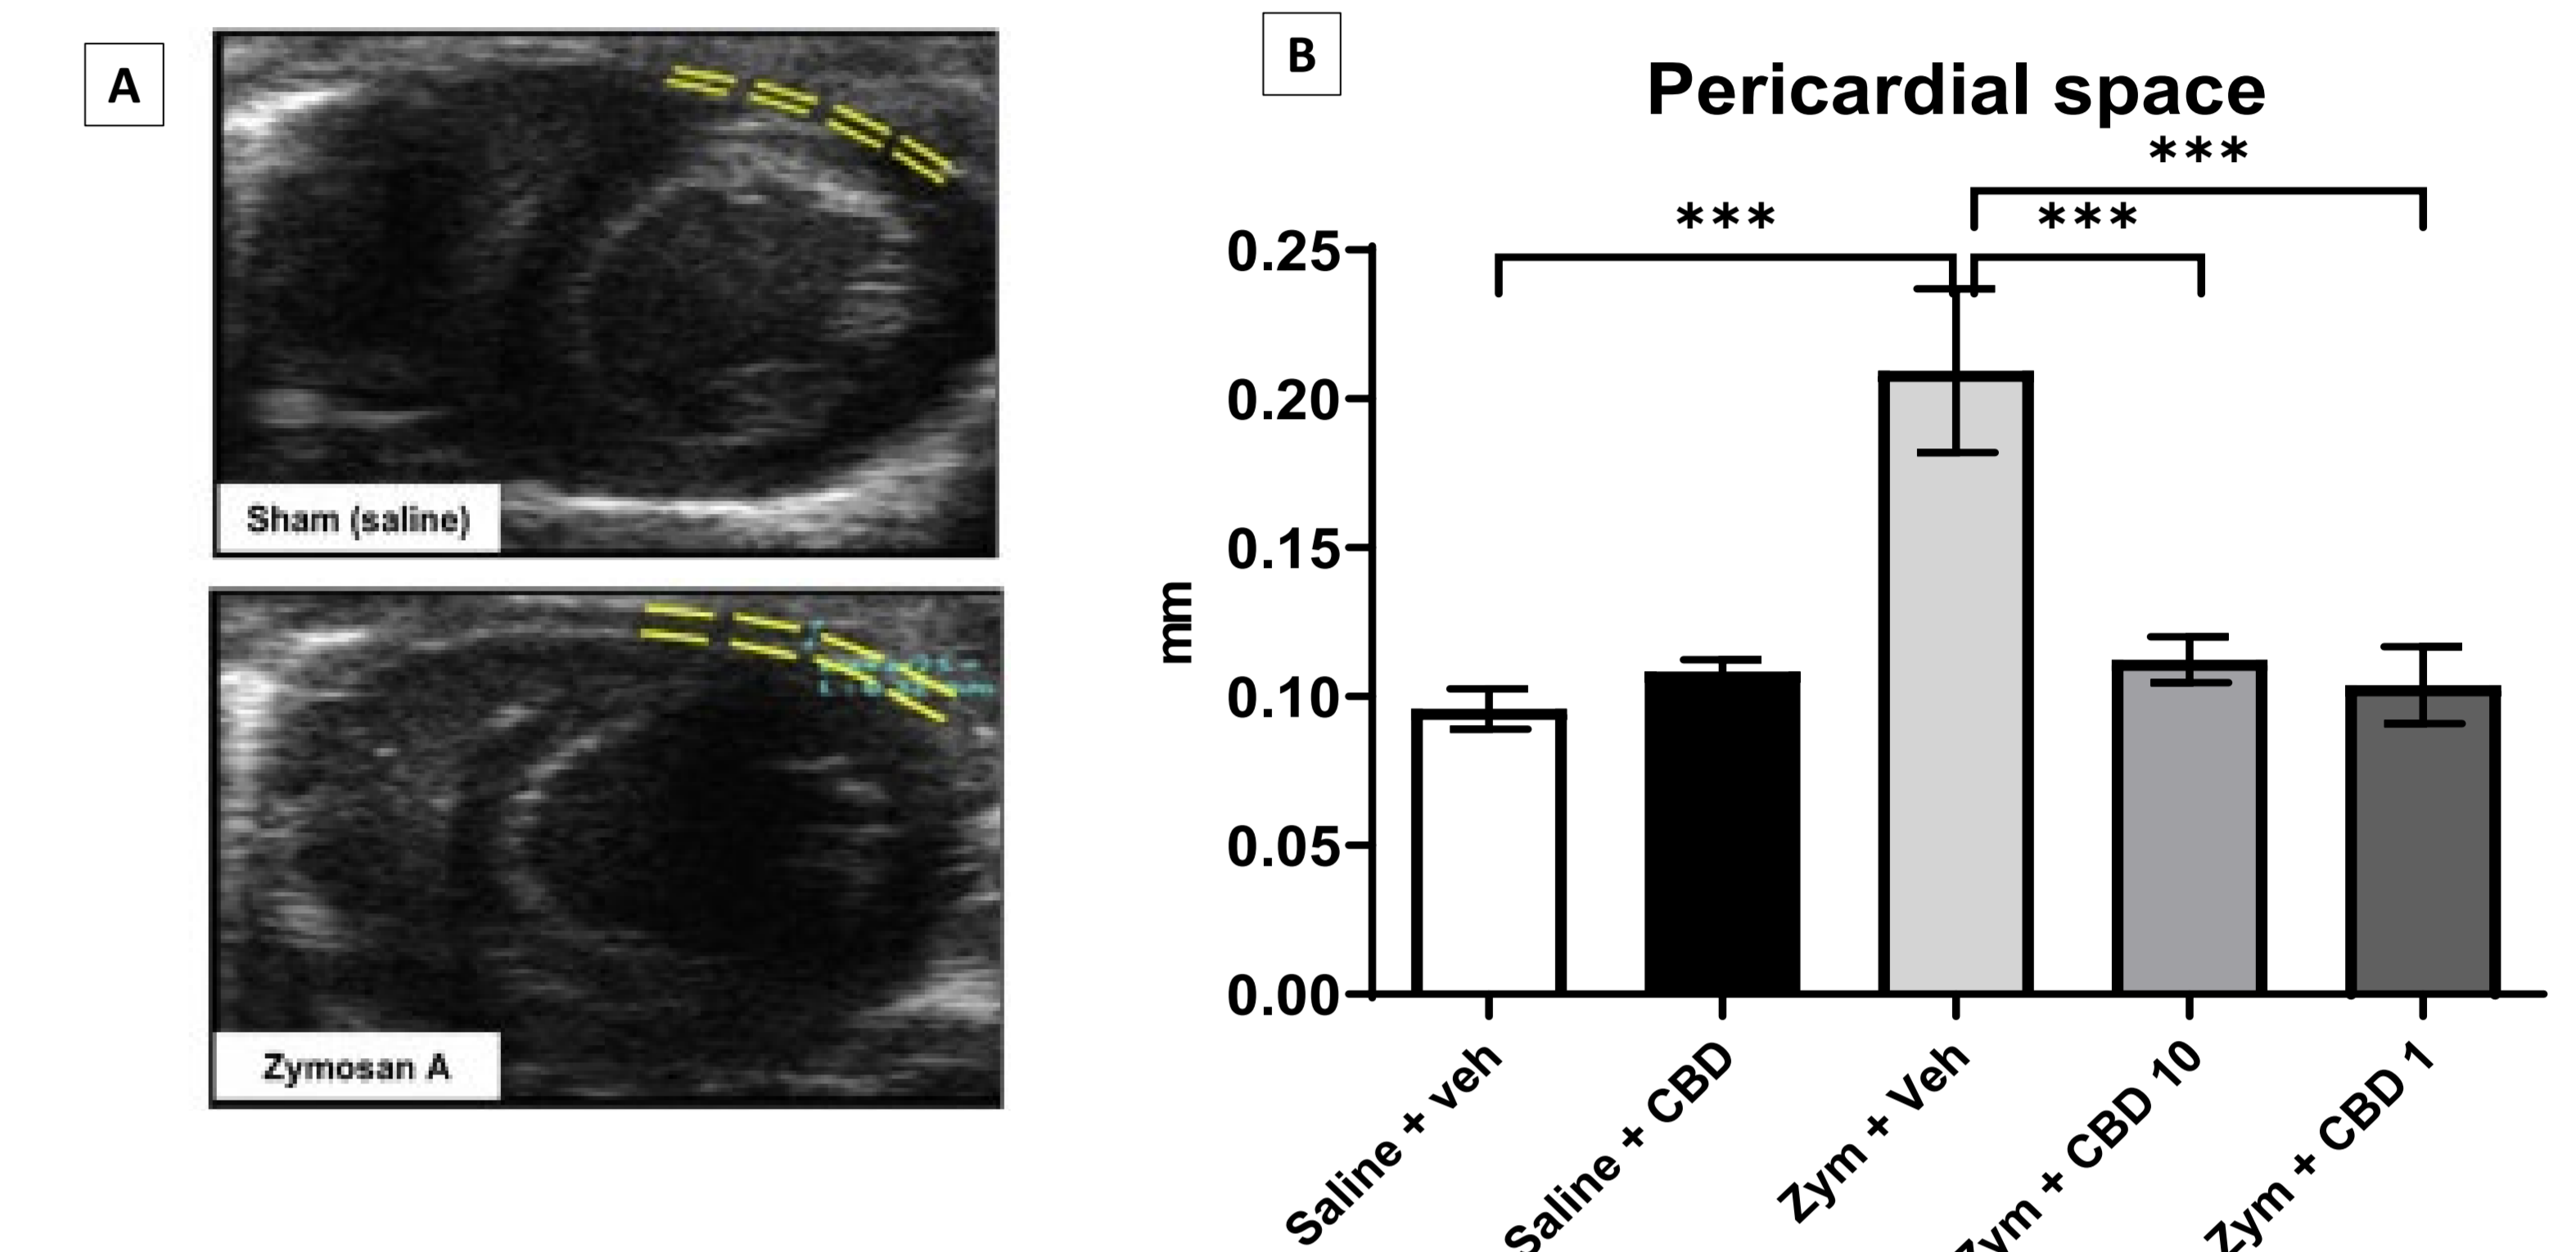 A
Sham (saline)
Zymosan A
B
Pericardial space
***
***
***
mm
0.25
0.20
0.15
0.10
0.05
0.00
Saline + veh
Saline + CBD
Zym + Veh
Zym + CBD 10
Zym + CBD 1